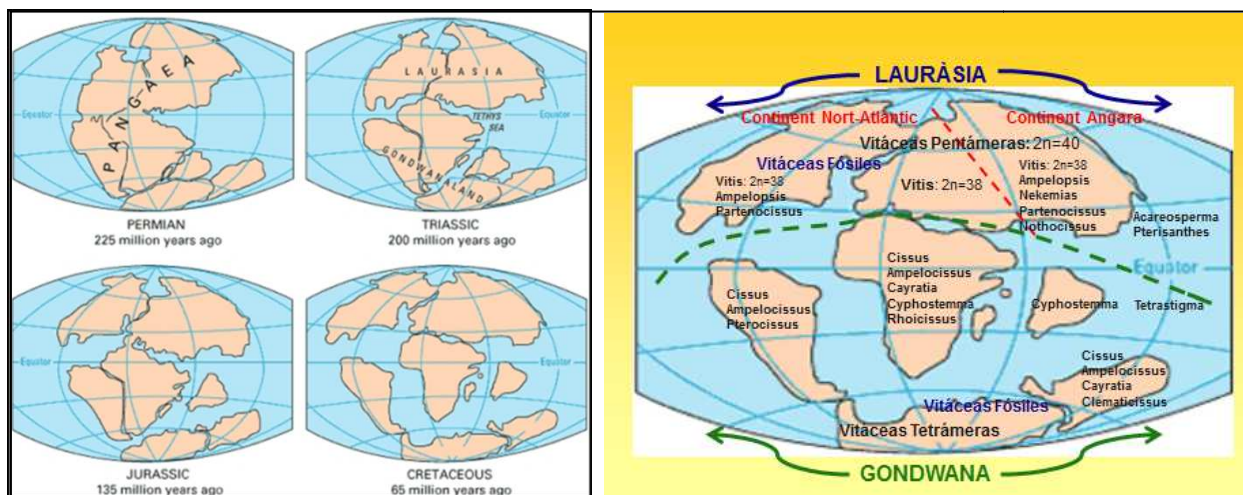 PANGAEA
Equator
PERMIAN
225 million years ago
LAURASIA
TETHYS
SEA
GONDWANALAND
TRIASSIC
200 million years ago
Equator
Equator
JURASSIC
135 million years ago
CRETACEOUS
65 million years ago
LAURÀSIA
Continent Nort-Atlàntic
Continent Angara
Vitáceas Pentámeras: 2n=40
Vitáceas Fósiles
Vitis: 2n=38
Ampelopsis
Partenocissus
Vitis: 2n=38
Vitis: 2n=38
Ampelopsis
Nekemias
Partenocissus
Nothocissus
Acareosperma
Pterisanthes
Equator
Cissus
Ampelocissus
Pterocissus
Cissus
Ampelocissus
Cayratia
Cyphostemma
Rhoicissus
Cyphostemma
Tetrastigma
Cissus
Ampelocissus
Cayratia
Clematicissus
Vitáceas Fósiles
Vitáceas Tetrámeras
GONDWANA